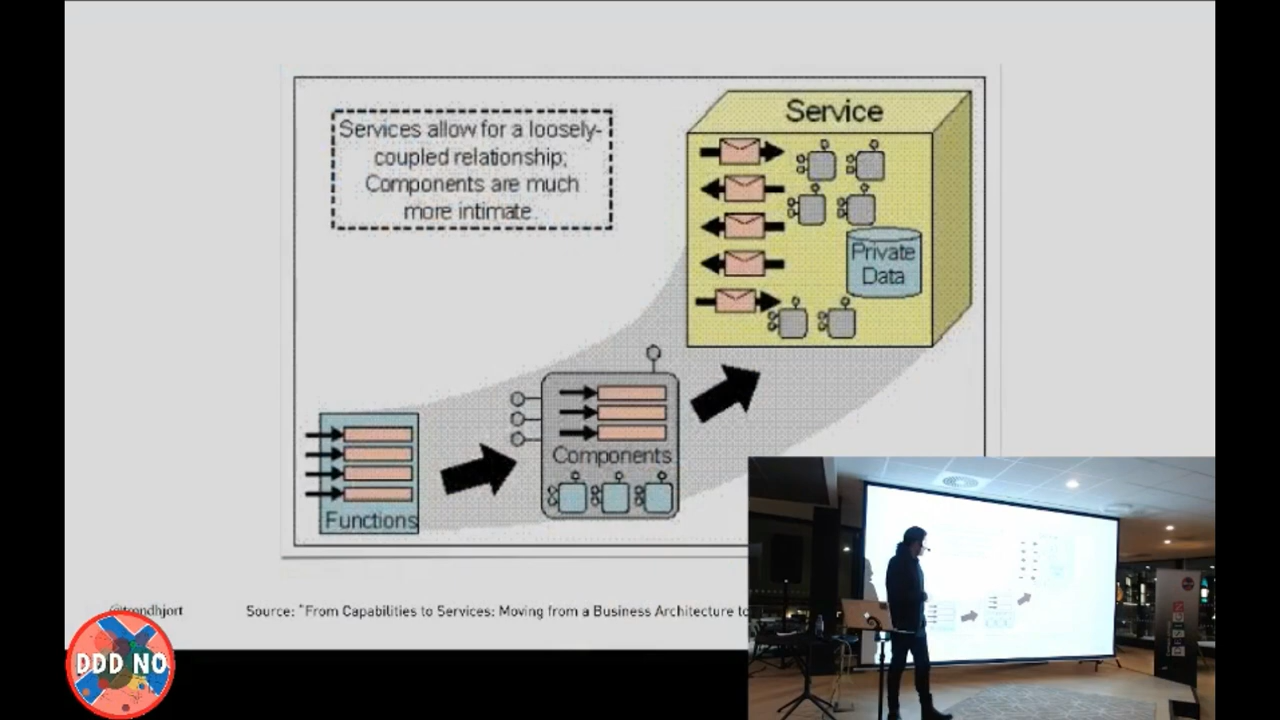 Services allow for a loosely-
coupled relationship;
Components are much
more intimate.
Service
Private
Data
Components
Functions
@trondhjort
Source: "From Capabilities to Services: Moving from a Business Architecture to
DDD NO